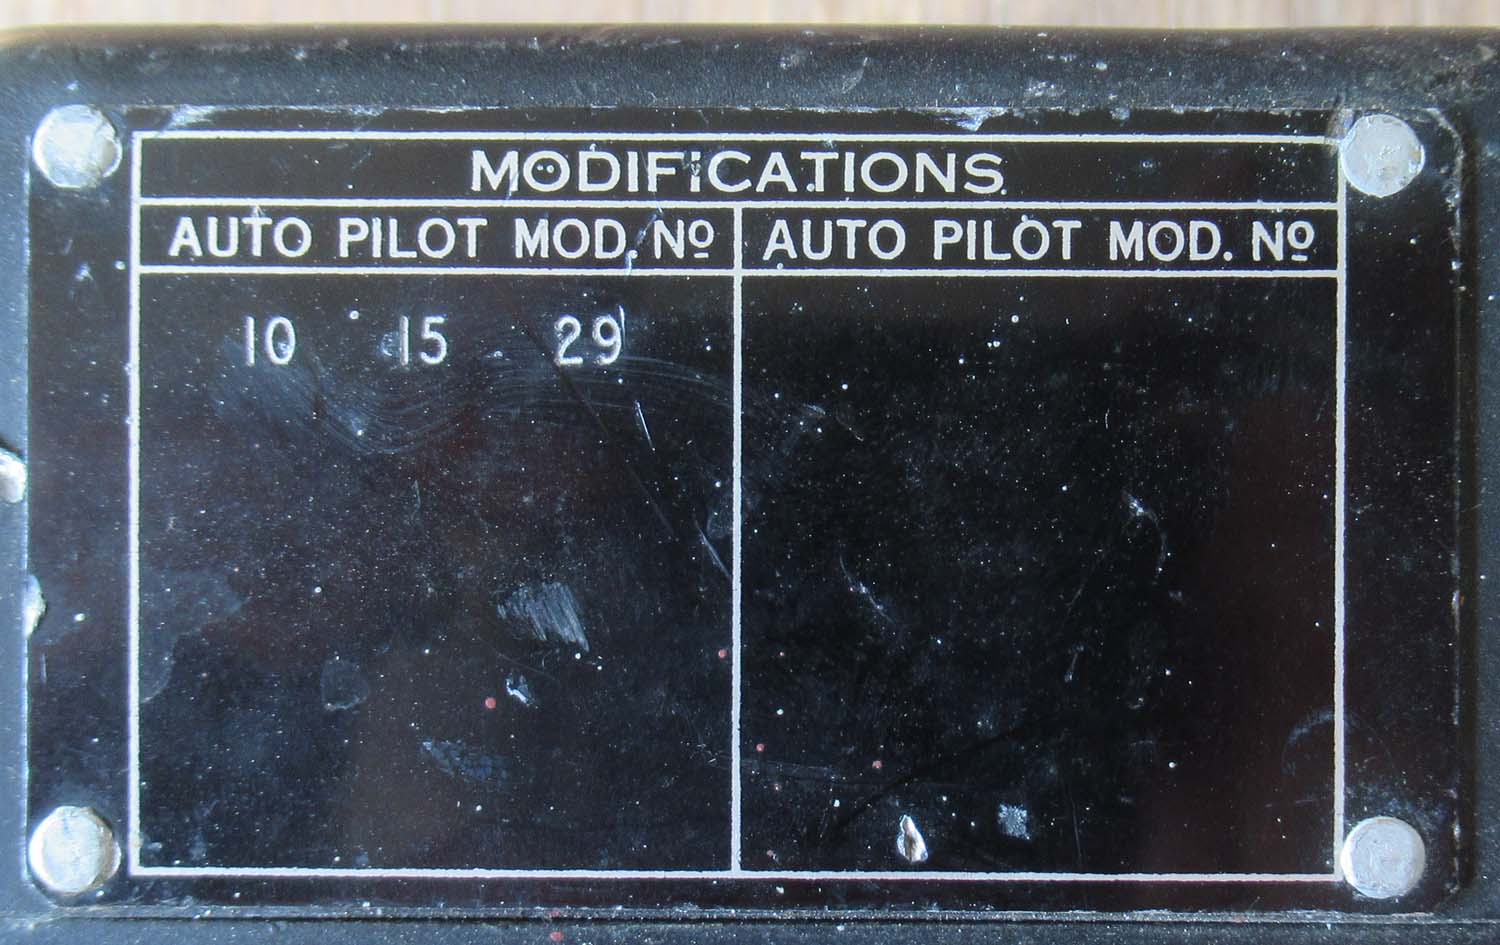 MODIFICATIONS
AUTO PILOT MOD. Nº AUTO PILOT MOD. Nº
10 15 29